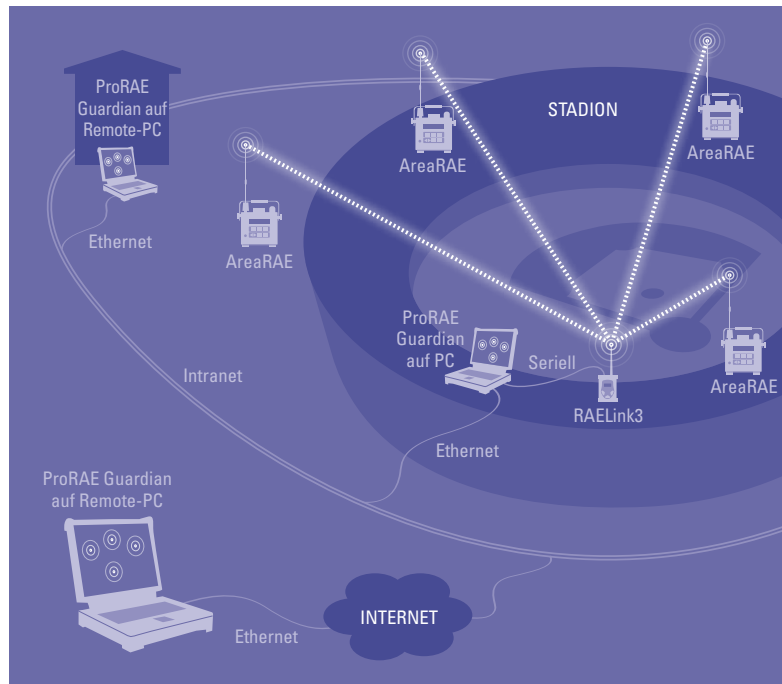 ProRAE
Guardian auf
Remote-PC
Ethernet
STADION
AreaRAE
AreaRAE
AreaRAE
ProRAE
Guardian
auf PC
Seriell
RAELink3
AreaRAE
Intranet
Ethernet
ProRAE Guardian
auf Remote-PC
Ethernet
INTERNET